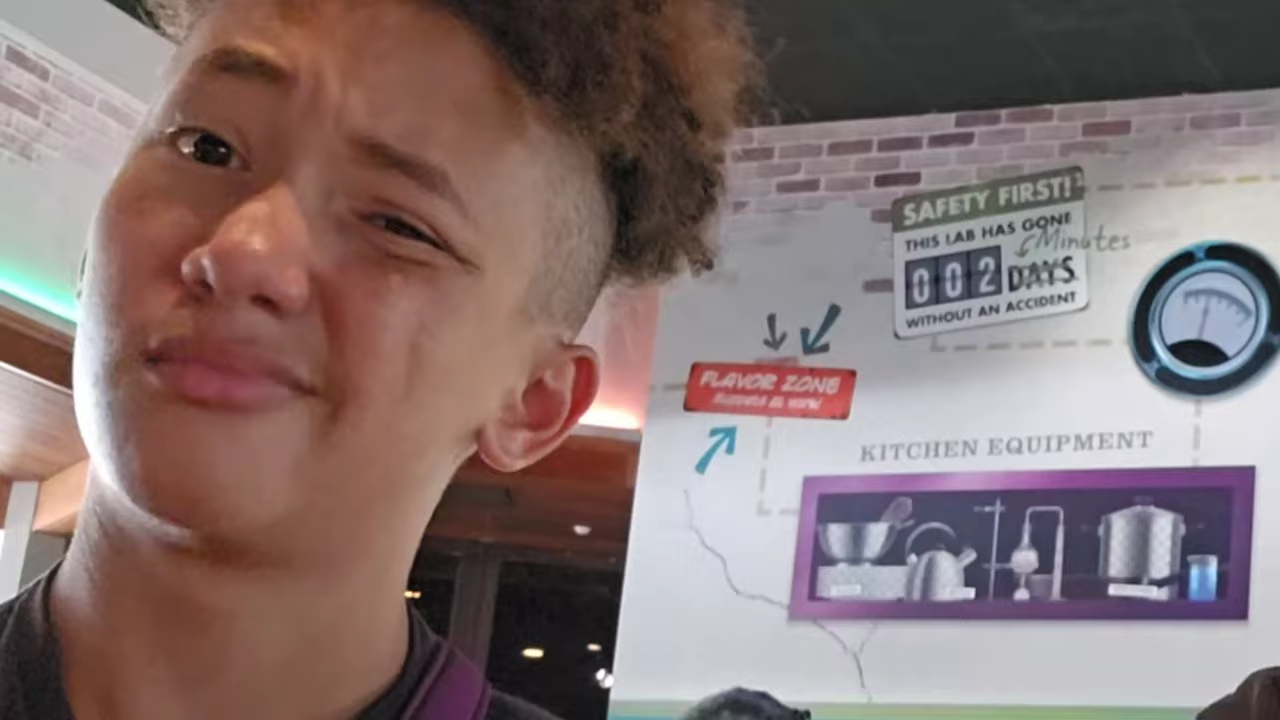 SAFETY FIRST!
THIS LAB HAS GONE
Minutes
002 DAYS
WITHOUT AN ACCIDENT
FLAVOR ZONE
KITCHEN EQUIPMENT